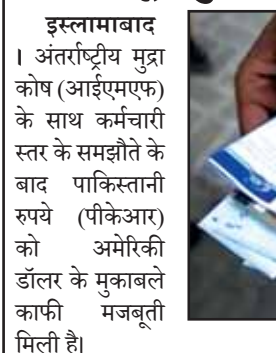 इस्लामाबाद
। अंतर्राष्ट्रीय मुद्रा
कोष (आईएमएफ)
के साथ कर्मचारी
स्तर के समझौते के
बाद पाकिस्तानी
रुपये (पीकेआर)
को अमेरिकी
डॉलर के मुकाबले
काफी मजबूती
मिली है।